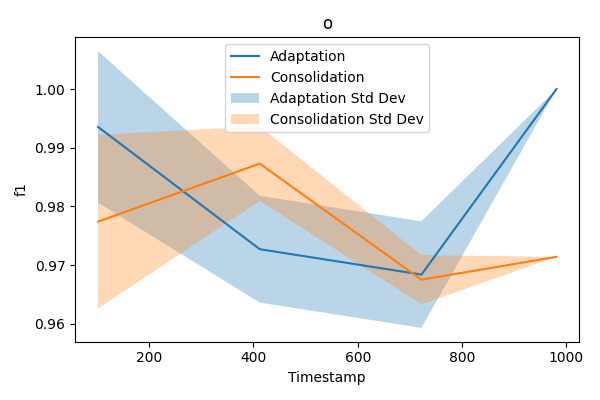 o
Adaptation
Consolidation
Adaptation Std Dev
Consolidation Std Dev
1.00
0.99
0.98
0.97
0.96
f1
200
400
600
800
1000
Timestamp